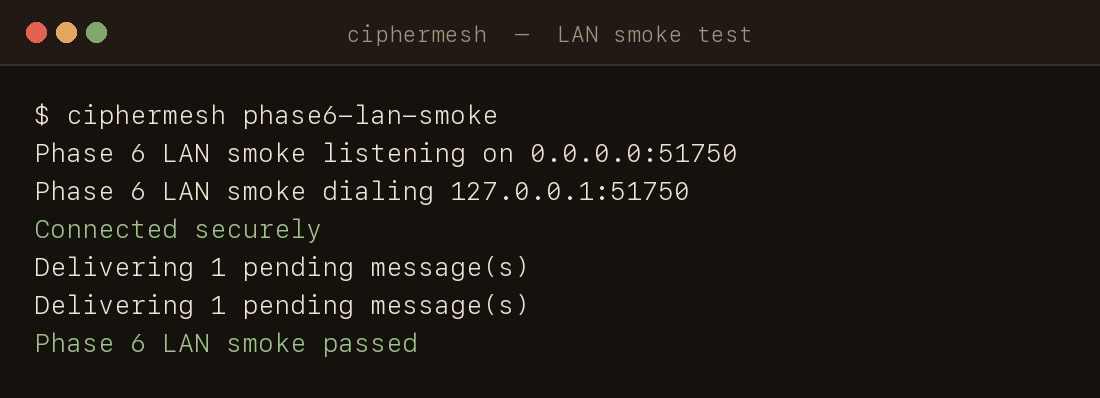 ciphermesh — LAN smoke test
$ ciphermesh phase6-lan-smoke
Phase 6 LAN smoke listening on 0.0.0.0:51750
Phase 6 LAN smoke dialing 127.0.0.1:51750
Connected securely
Delivering 1 pending message(s)
Delivering 1 pending message(s)
Phase 6 LAN smoke passed